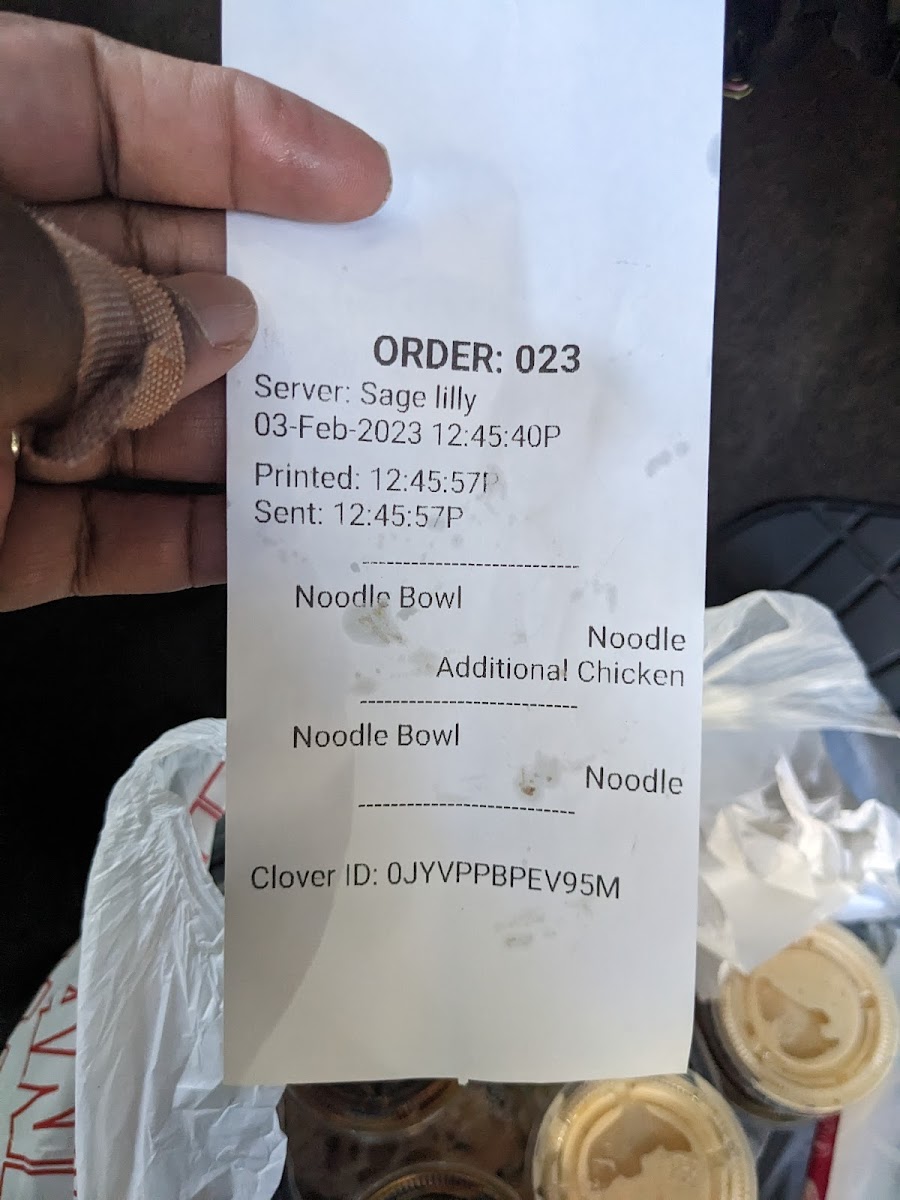 ORDER: 023
Server: Sage lilly
03-Feb-2023 12:45:40P
Printed: 12:45:57P
Sent: 12:45:57P
Noodle Bowl
Noodle
Additional Chicken
Noodle Bowl
Noodle
Clover ID: 0JYVPPBPEV95M